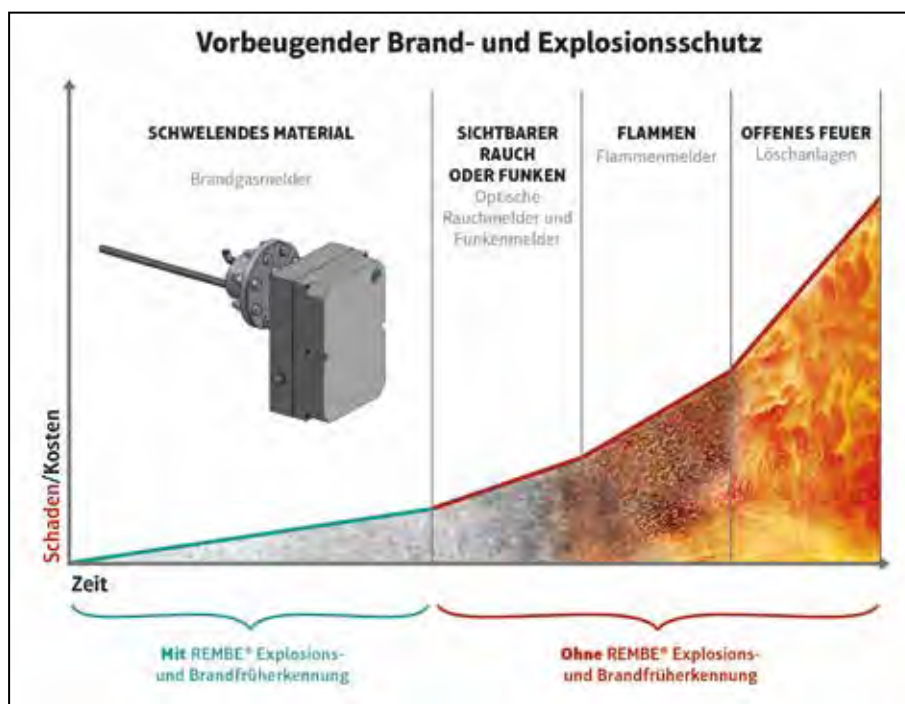 Vorbeugender Brand- und Explosionsschutz
SCHWELENDES MATERIAL
Brandgasmelder
SICHTBARER
RAUCH
ODER FUNKEN
Optische
Rauchmelder und
Funkenmelder
FLAMMEN
Flammenmelder
OFFENES FEUER
Löschanlagen
Schaden/Kosten
Zeit
Mit REMBE® Explosions-
und Brandfrüherkennung
Ohne REMBE® Explosions-
und Brandfrüherkennung